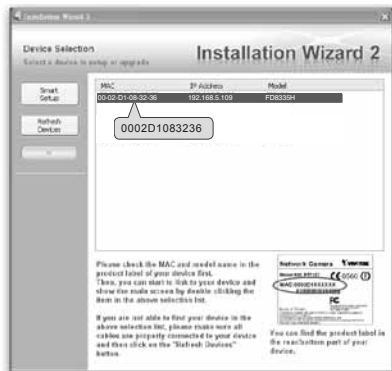 Installation Wizard 2
Device Selection
Select a device to setup or upgrade
Installation Wizard 2
Smart
Setup
Refresh
Devices
MAC IP Address Model
00-02-D1-08-32-36 192.168.5.109 FD8335H
0002D1083236
Please check the MAC and model name in the
product label of your device first.
Then, you can start to link to your device and
show the main screen by double clicking the
item in the above selection list.
If you are not able to find your device in the
above selection list, please make sure all
cables are properly connected to your device
and then click on the "Refresh Devices"
button.
Network Camera VIVOTEK
You can find the product label in
the rear/bottom part of your
device.